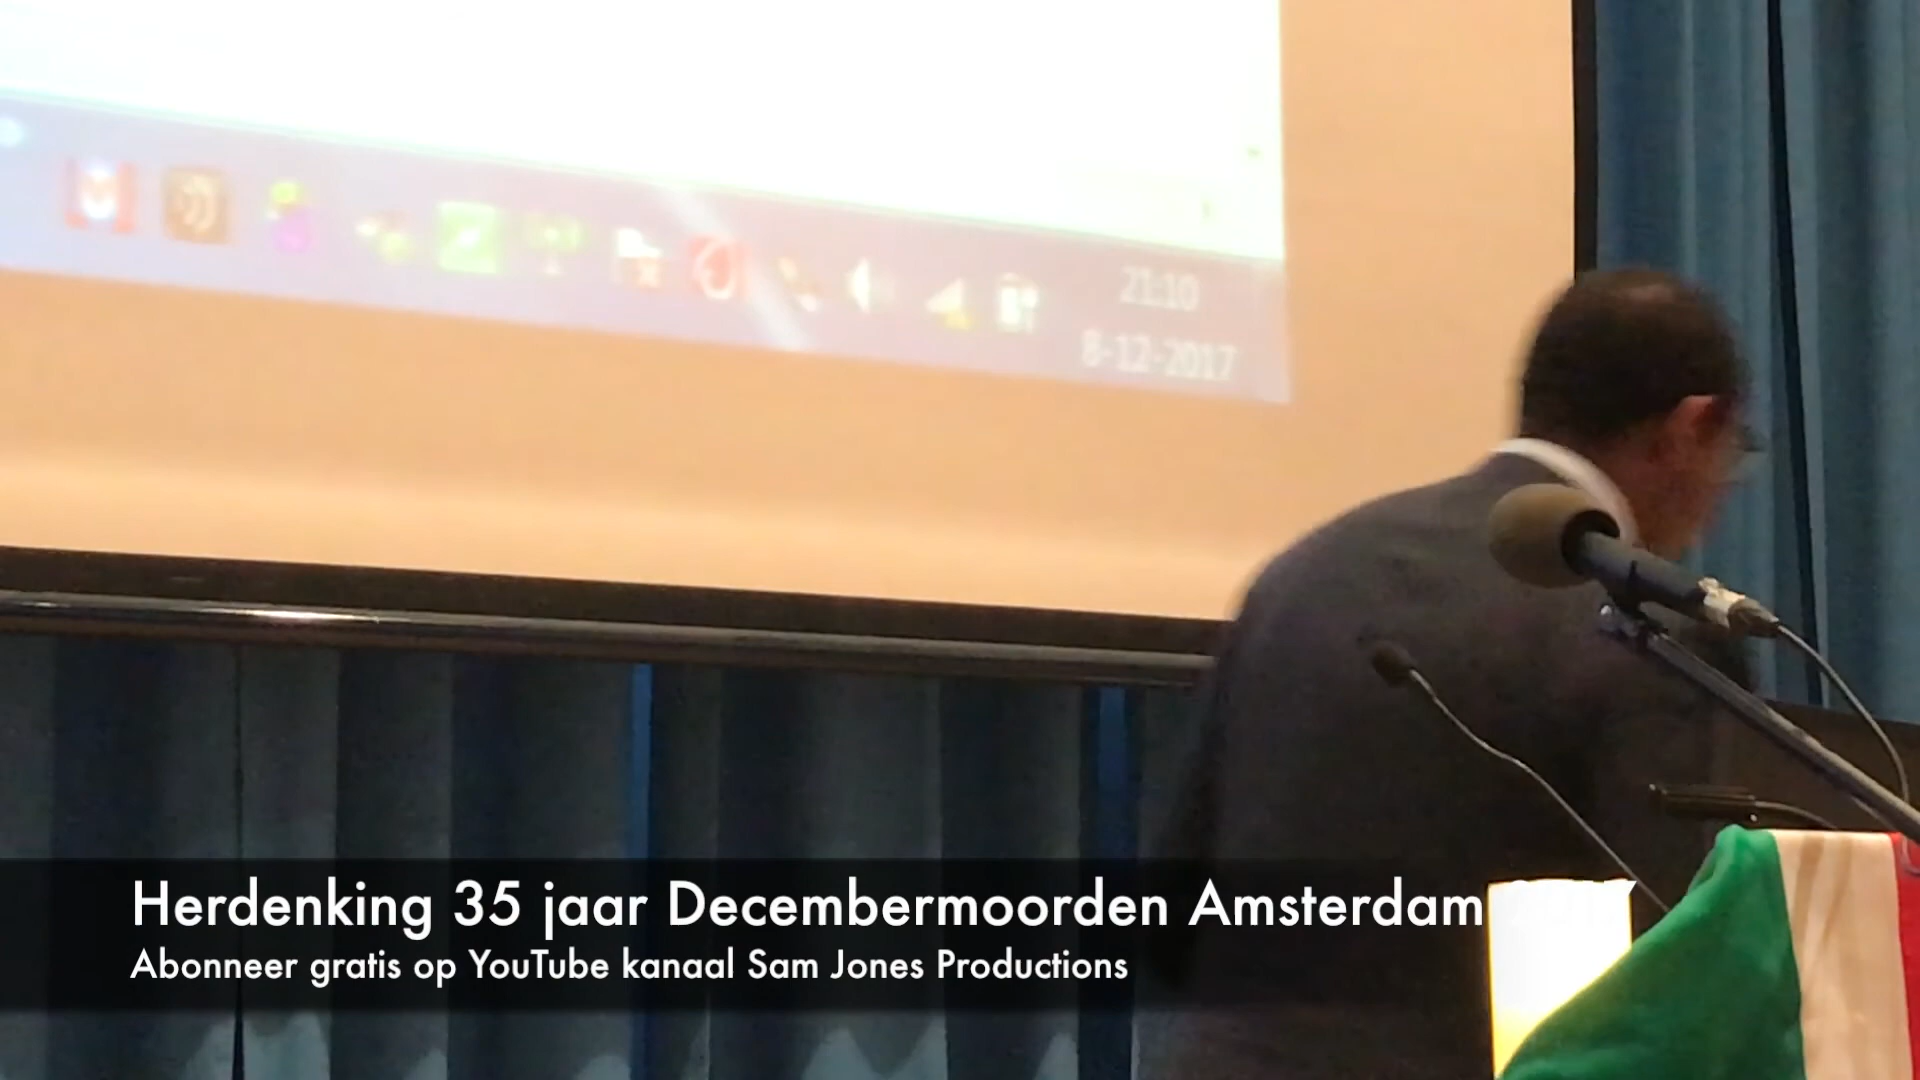 21:10
8-12-2017
Herdenking 35 jaar Decembermoorden Amsterdam
Abonneer gratis op YouTube kanaal Sam Jones Productions